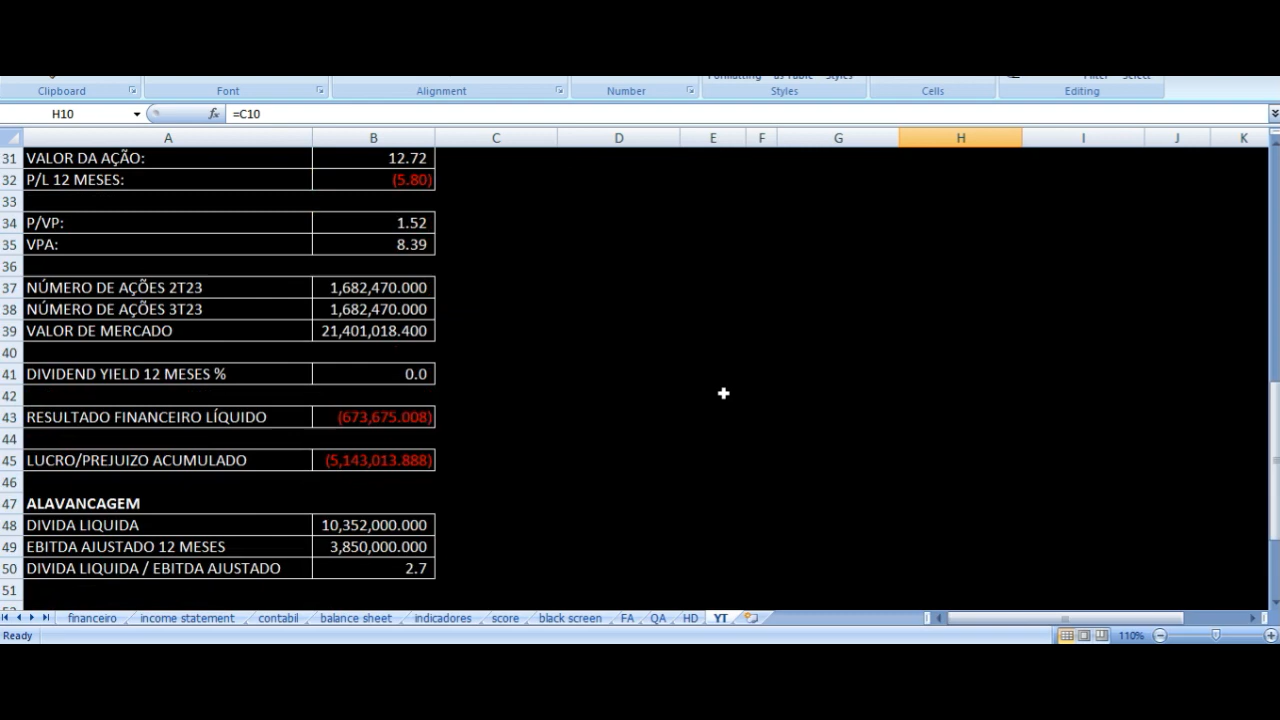 Clipboard Font Alignment Number Styles Cells Editing
H10 fx =C10
A B C D E F G H I J K
31 VALOR DA AÇÃO: 12.72
32 P/L 12 MESES: (5.80)
33
34 P/VP: 1.52
35 VPA: 8.39
36
37 NÚMERO DE AÇÕES 2T23 1,682,470.000
38 NÚMERO DE AÇÕES 3T23 1,682,470.000
39 VALOR DE MERCADO 21,401,018.400
40
41 DIVIDEND YIELD 12 MESES % 0.0
42
43 RESULTADO FINANCEIRO LÍQUIDO (673,675.008)
44
45 LUCRO/PREJUIZO ACUMULADO (5,143,013.888)
46
47 ALAVANCAGEM
48 DIVIDA LIQUIDA 10,352,000.000
49 EBITDA AJUSTADO 12 MESES 3,850,000.000
50 DIVIDA LIQUIDA / EBITDA AJUSTADO 2.7
51
financeiro income statement contabil balance sheet indicadores score black screen FA QA HD YT
Ready 110%